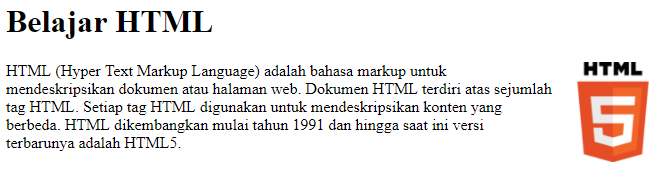 Belajar HTML
HTML (Hyper Text Markup Language) adalah bahasa markup untuk
mendeskripsikan dokumen atau halaman web. Dokumen HTML terdiri atas sejumlah
tag HTML. Setiap tag HTML digunakan untuk mendeskripsikan konten yang
berbeda. HTML dikembangkan mulai tahun 1991 dan hingga saat ini versi
terbarunya adalah HTML5.
HTML
5